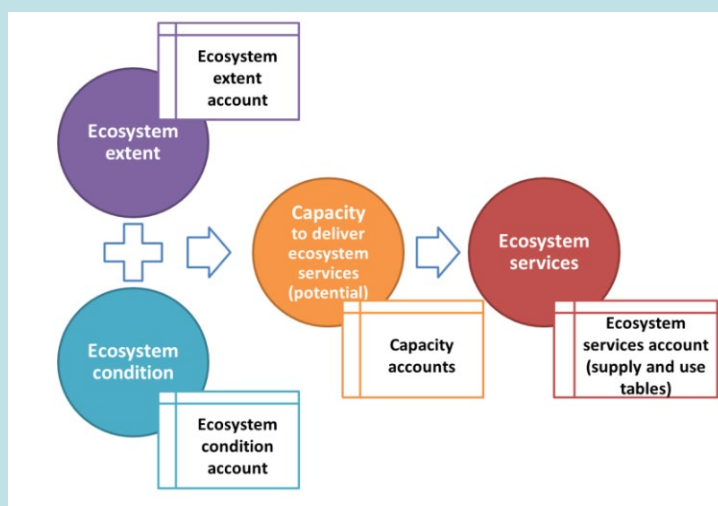 Ecosystem
extent
account
Ecosystem
extent
Capacity
to deliver
ecosystem
services
(potential)
Ecosystem
services
Capacity
accounts
Ecosystem
services account
(supply and use
tables)
Ecosystem
condition
Ecosystem
condition
account